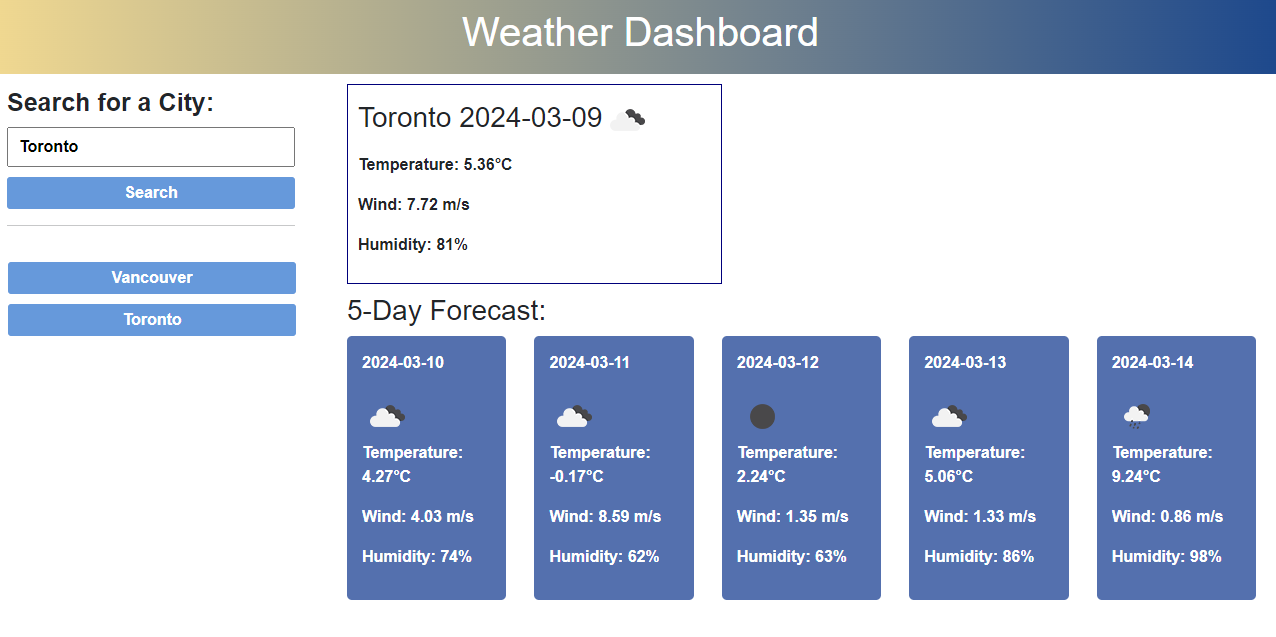 Weather Dashboard
Search for a City:
Toronto
Search
Vancouver
Toronto
Toronto 2024-03-09
Temperature: 5.36°C
Wind: 7.72 m/s
Humidity: 81%
5-Day Forecast:
2024-03-10
Temperature:
4.27°C
Wind: 4.03 m/s
Humidity: 74%
2024-03-11
Temperature:
-0.17°C
Wind: 8.59 m/s
Humidity: 62%
2024-03-12
Temperature:
2.24°C
Wind: 1.35 m/s
Humidity: 63%
2024-03-13
Temperature:
5.06°C
Wind: 1.33 m/s
Humidity: 86%
2024-03-14
Temperature:
9.24°C
Wind: 0.86 m/s
Humidity: 98%